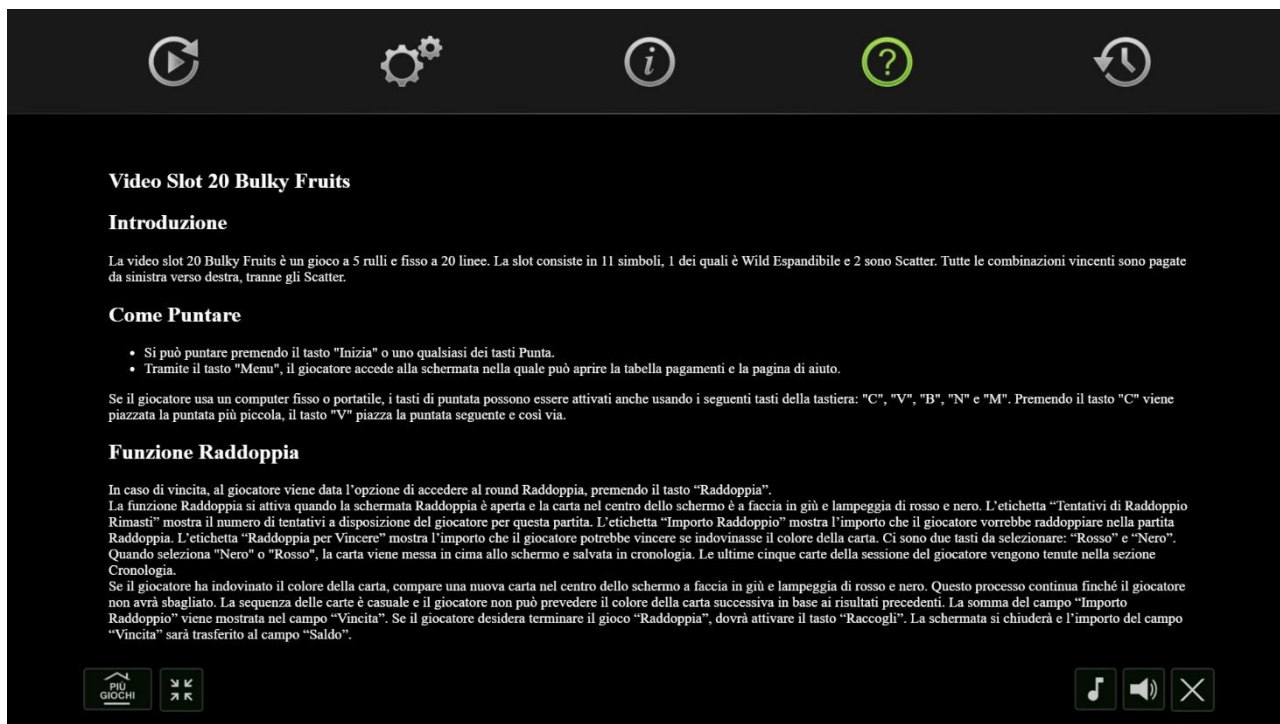 Video Slot 20 Bulky Fruits
Introduzione
La video slot 20 Bulky Fruits è un gioco a 5 rulli e fisso a 20 linee. La slot consiste in 11 simboli, 1 dei quali è Wild Espandibile e 2 sono Scatter. Tutte le combinazioni vincenti sono pagate
da sinistra verso destra, tranne gli Scatter.
Come Puntare
• Si può puntare premendo il tasto "Inizia" o uno qualsiasi dei tasti Punta.
• Tramite il tasto "Menu", il giocatore accede alla schermata nella quale può aprire la tabella pagamenti e la pagina di aiuto.
Se il giocatore usa un computer fisso o portatile, i tasti di puntata possono essere attivati anche usando i seguenti tasti della tastiera: "C", "V", "B", "N" e "M". Premendo il tasto "C" viene
piazzata la puntata più piccola, il tasto "V" piazza la puntata seguente e così via.
Funzione Raddoppia
In caso di vincita, al giocatore viene data l’opzione di accedere al round Raddoppia, premendo il tasto “Raddoppia”.
La funzione Raddoppia si attiva quando la schermata Raddoppia è aperta e la carta nel centro dello schermo è a faccia in giù e lampeggia di rosso e nero. L’etichetta “Tentativi di Raddoppio
Rimasti” mostra il numero di tentativi a disposizione del giocatore per questa partita. L’etichetta “Importo Raddoppio” mostra l’importo che il giocatore vorrebbe raddoppiare nella partita
Raddoppia. L’etichetta “Raddoppia per Vincere” mostra l’importo che il giocatore potrebbe vincere se indovinasse il colore della carta. Ci sono due tasti da selezionare: “Rosso” e “Nero”.
Quando seleziona "Nero" o "Rosso", la carta viene messa in cima allo schermo e salvata in cronologia. Le ultime cinque carte della sessione del giocatore vengono tenute nella sezione
Cronologia.
Se il giocatore ha indovinato il colore della carta, compare una nuova carta nel centro dello schermo a faccia in giù e lampeggia di rosso e nero. Questo processo continua finché il giocatore
non avrà sbagliato. La sequenza delle carte è casuale e il giocatore non può prevedere il colore della carta successiva in base ai risultati precedenti. La somma del campo “Importo
Raddoppio” viene mostrata nel campo “Vincita”. Se il giocatore desidera terminare il gioco “Raddoppia”, dovrà attivare il tasto “Raccogli”. La schermata si chiuderà e l’importo del campo
“Vincita” sarà trasferito al campo “Saldo”.
PIÙ
GIOCHI